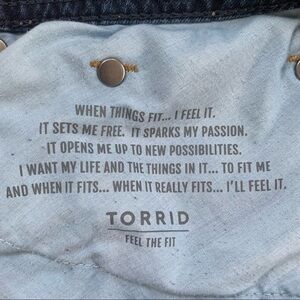 WHEN THINGS FIT... I FEEL IT.
IT SETS ME FREE. IT SPARKS MY PASSION.
IT OPENS ME UP TO NEW POSSIBILITIES.
I WANT MY LIFE AND THE THINGS IN IT... TO FIT ME
AND WHEN IT FITS... WHEN IT REALLY FITS... I'LL FEEL IT.
TORRID
FEEL THE FIT